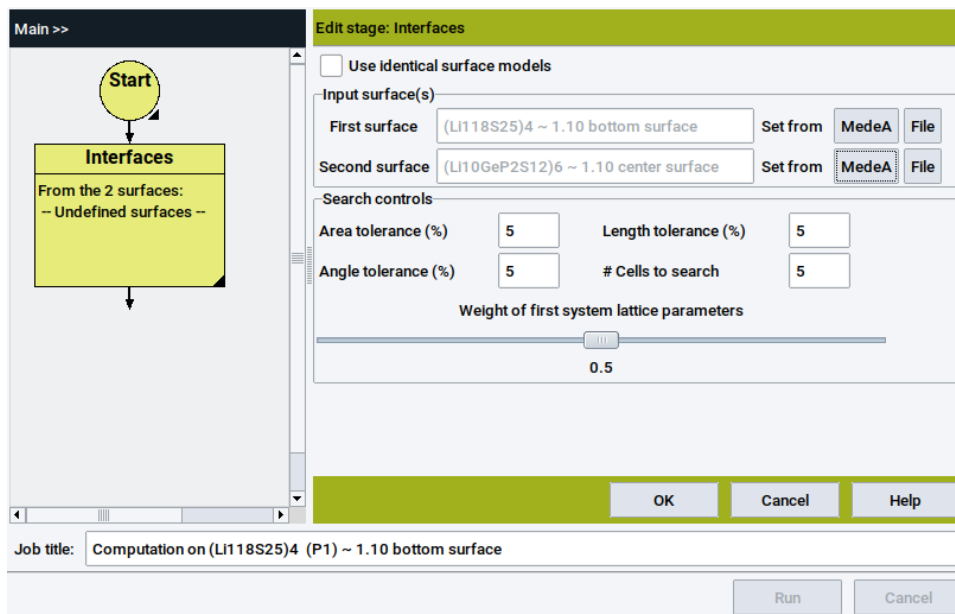 Main >>
Edit stage: Interfaces
Start
Interfaces
From the 2 surfaces:
-- Undefined surfaces --
Use identical surface models
Input surface(s)
First surface (Li118S25)4 ~ 1.10 bottom surface Set from MedeA File
Second surface (Li10GeP2S12)6 ~ 1.10 center surface Set from MedeA File
Search controls
Area tolerance (%) 5 Length tolerance (%) 5
Angle tolerance (%) 5 # Cells to search 5
Weight of first system lattice parameters
0.5
OK Cancel Help
Job title: Computation on (Li118S25)4 (P1) ~ 1.10 bottom surface
Run Cancel